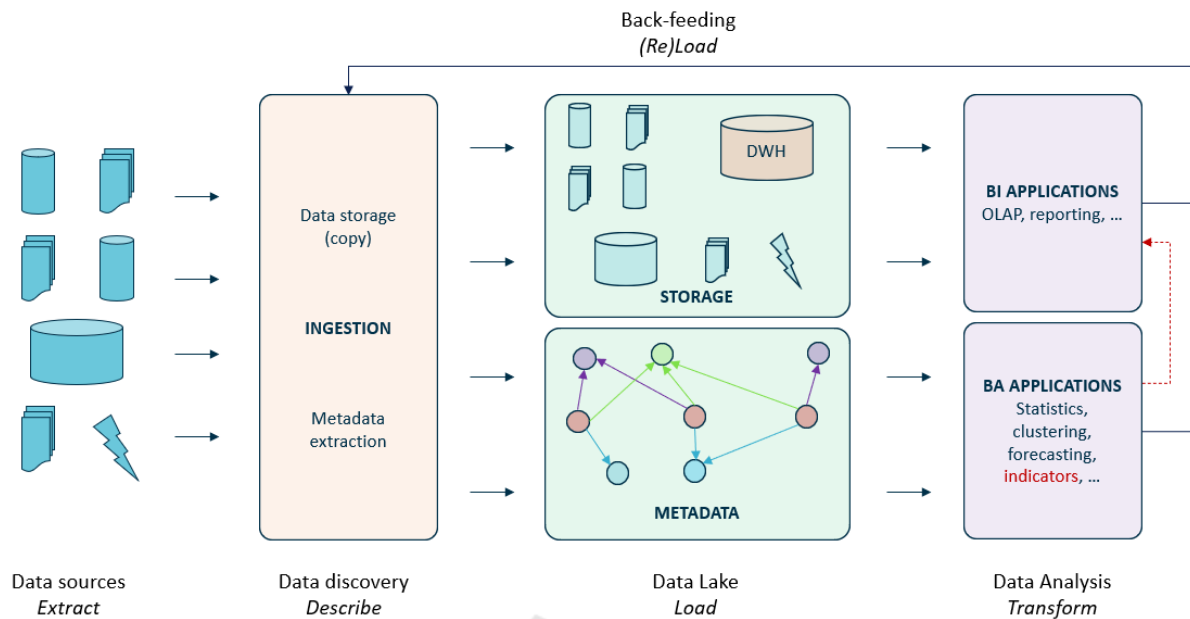 Back-feeding
(Re)Load
Data storage
(copy)
INGESTION
Metadata
extraction
DWH
STORAGE
METADATA
BI APPLICATIONS
OLAP, reporting, ...
BA APPLICATIONS
Statistics,
clustering,
forecasting,
indicators, ...
Data sources
Extract
Data discovery
Describe
Data Lake
Load
Data Analysis
Transform